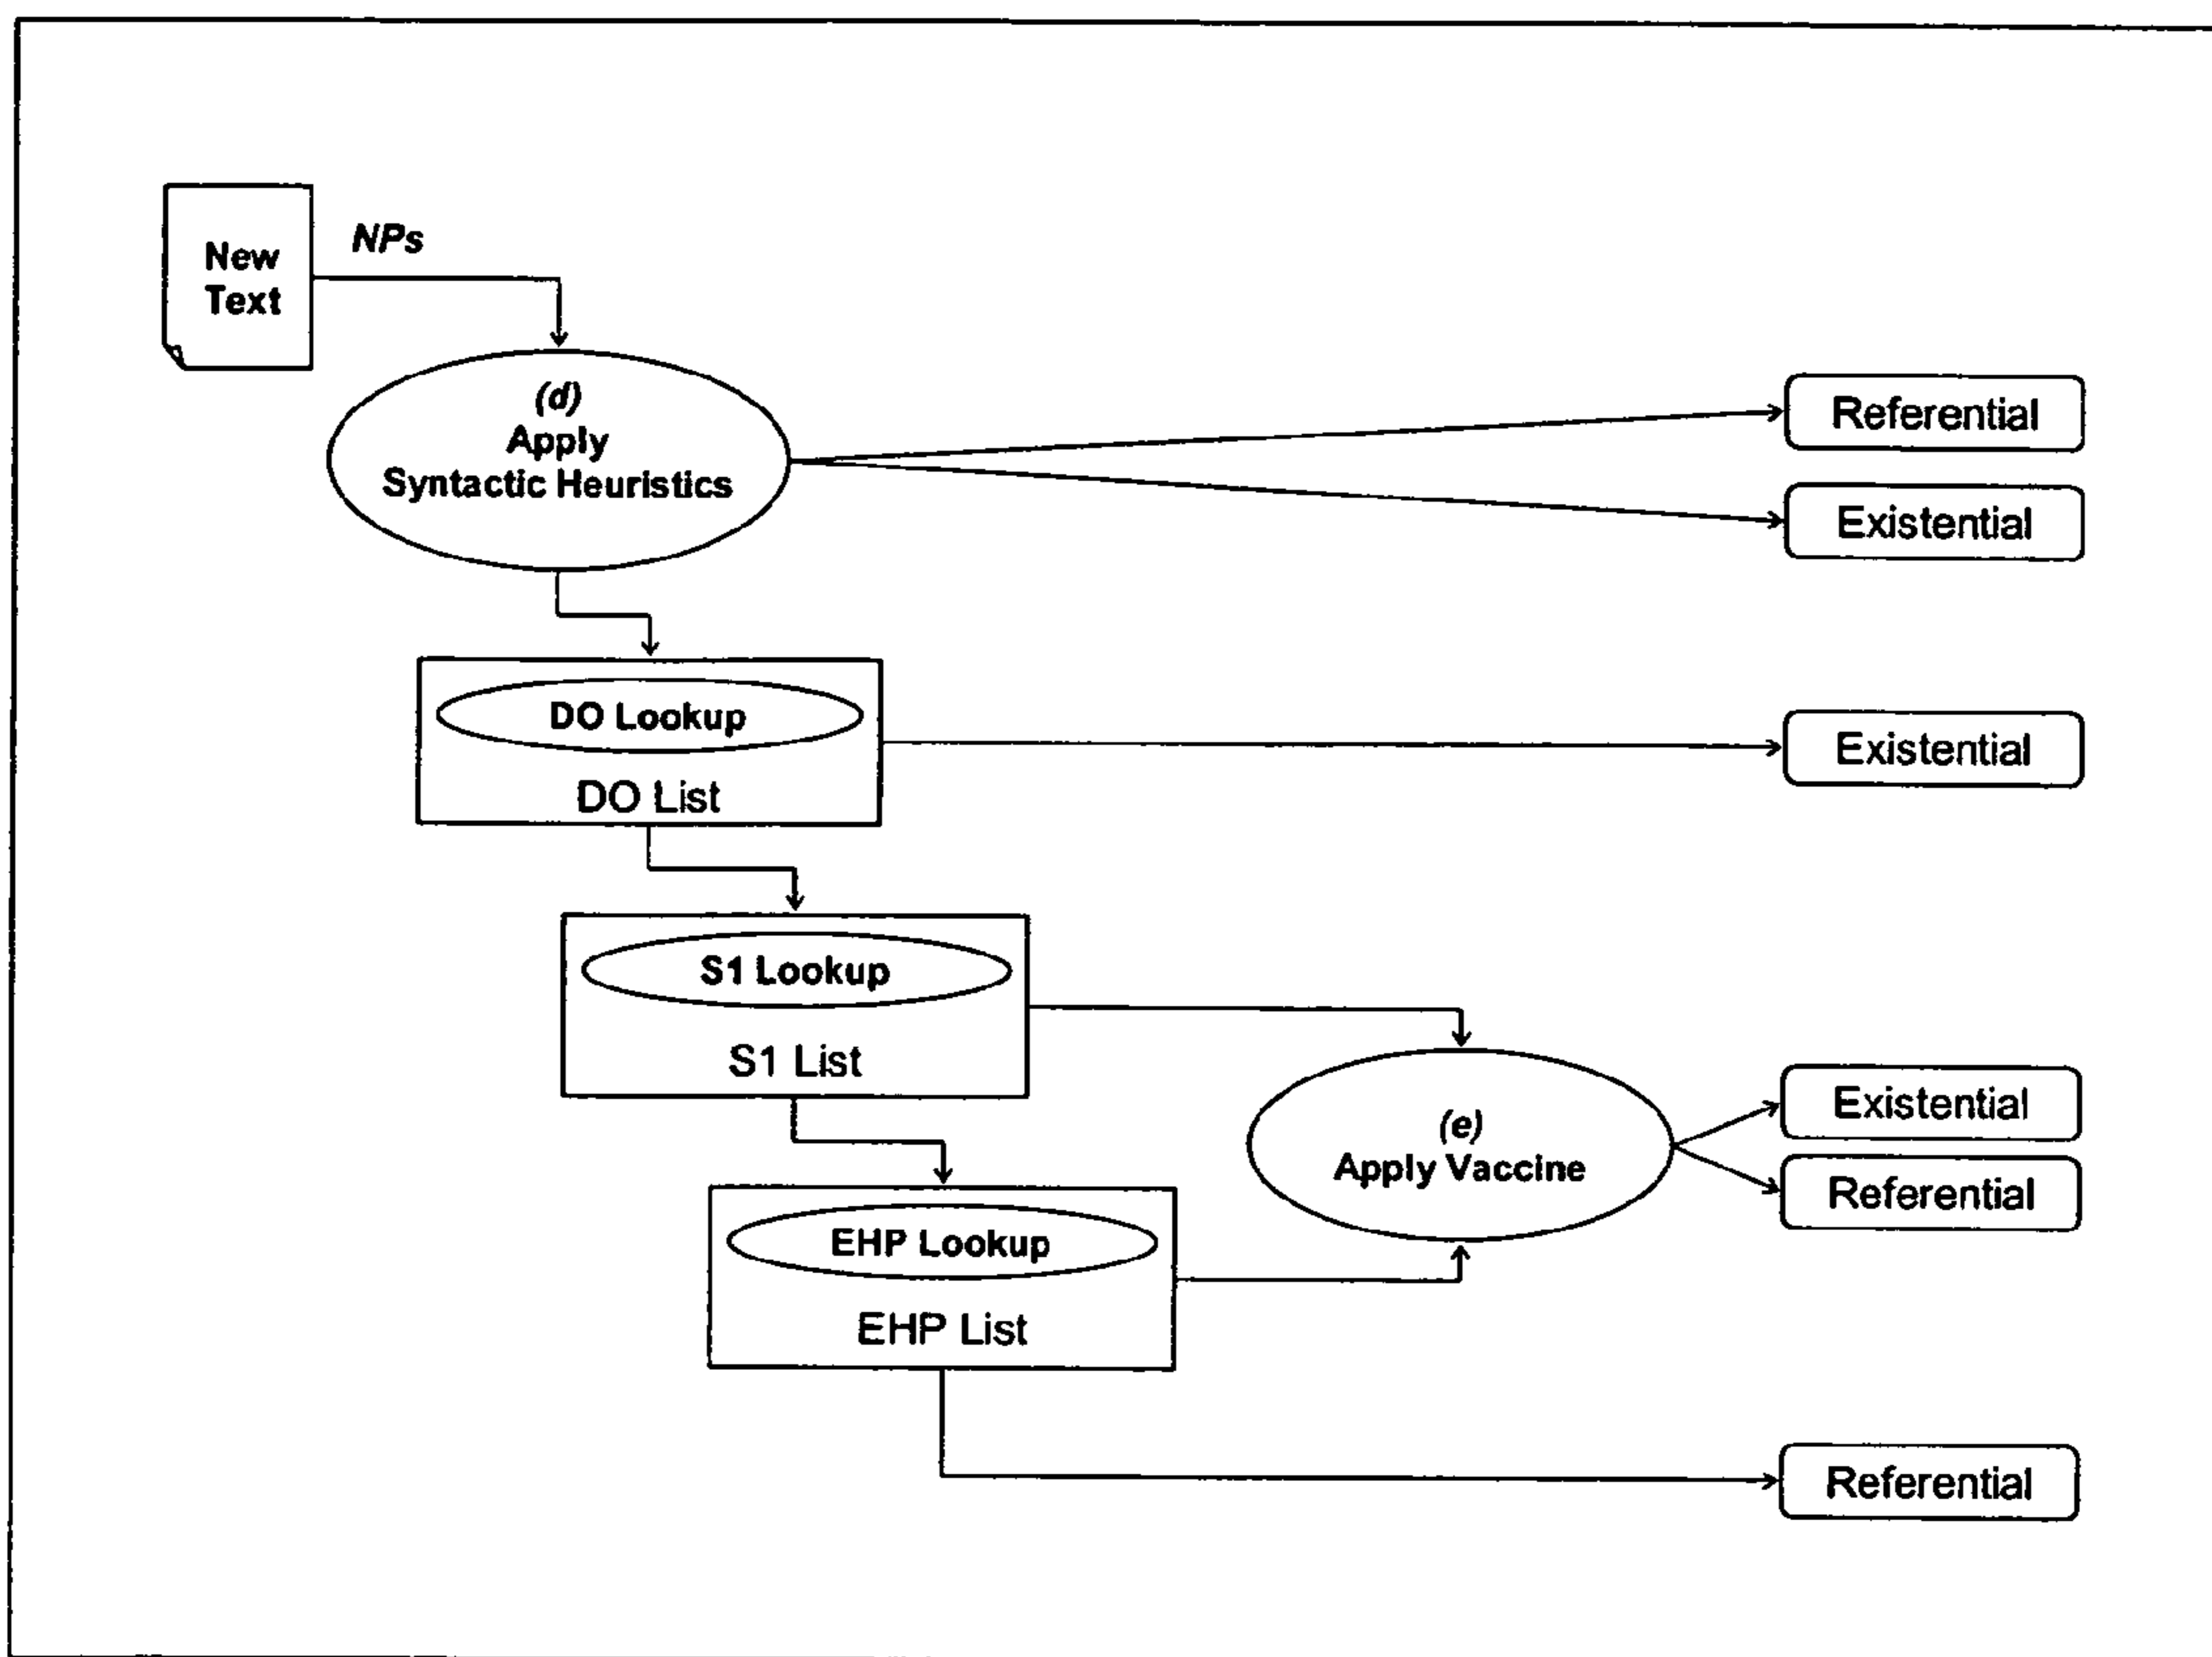 New
Text
NPs
(d)
Apply
Syntactic Heuristics
Referential
Existential
DO Lookup
DO List
Existential
S1 Lookup
S1 List
(e)
Apply Vaccine
Existential
Referential
EHP Lookup
EHP List
Referential